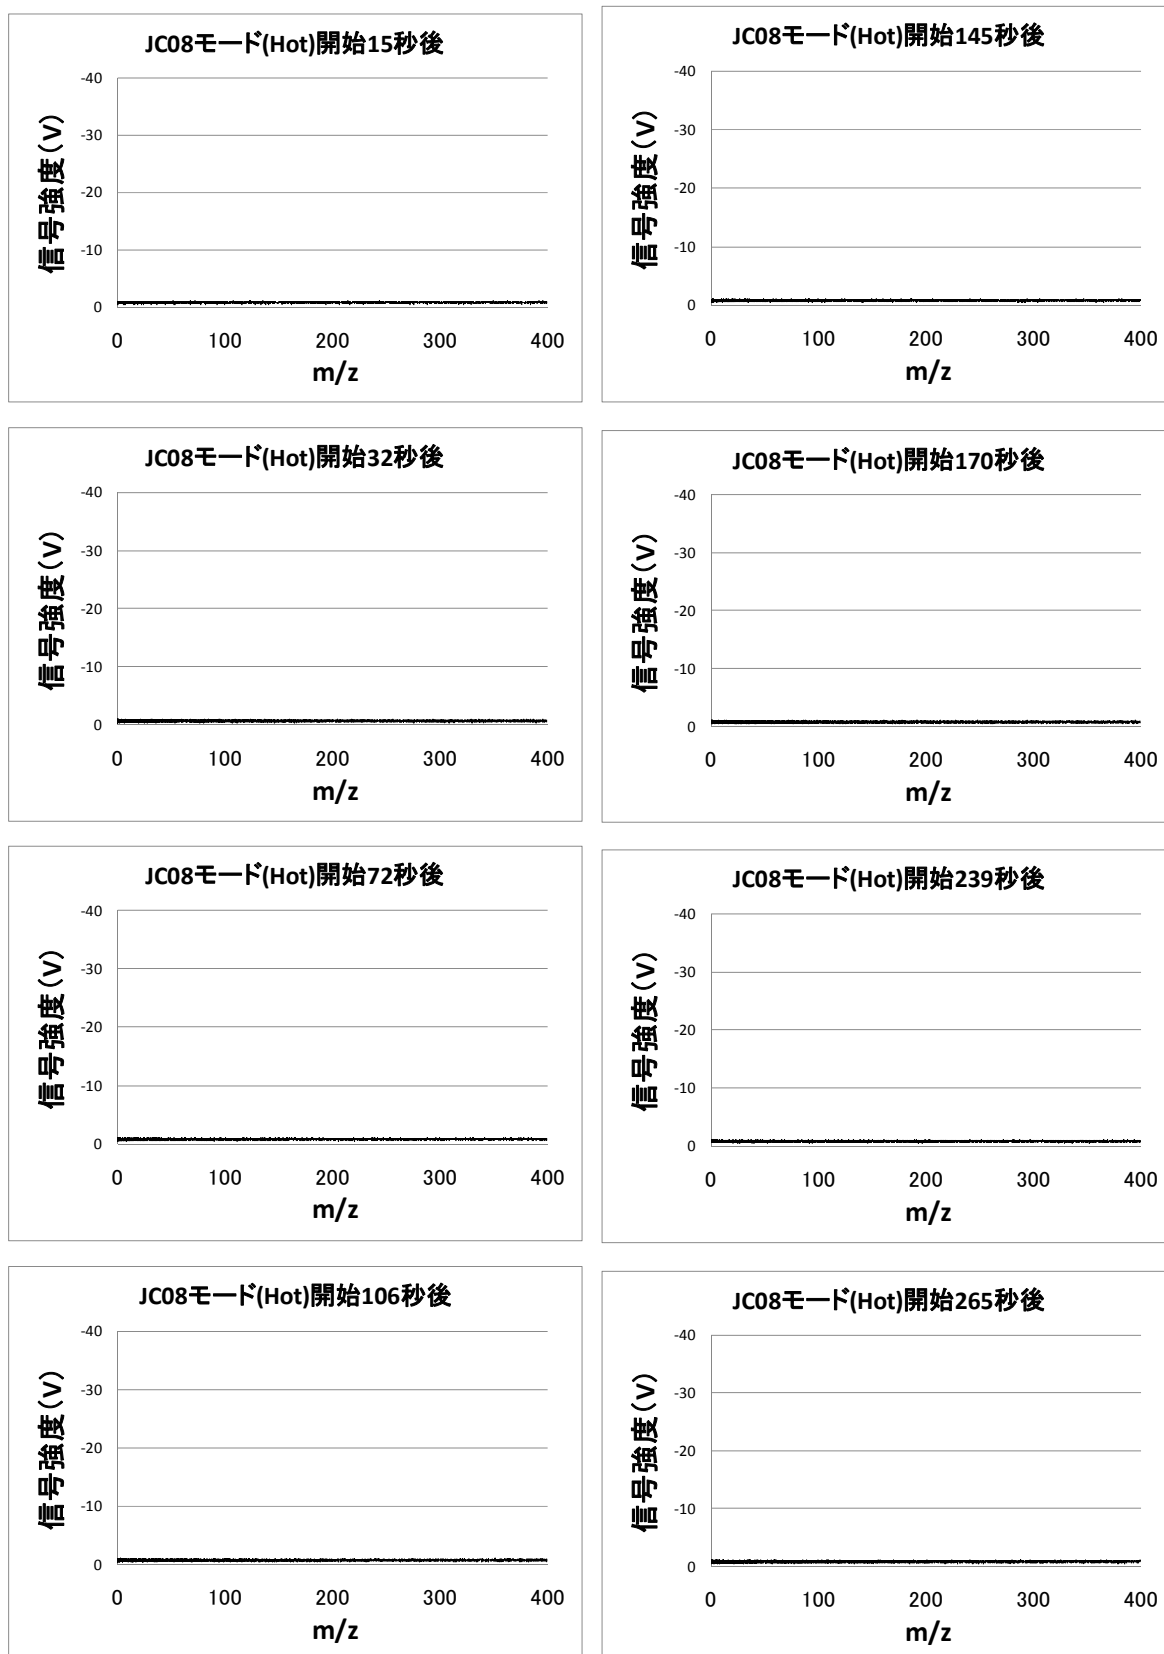 JC08モード(Hot)開始15秒後
信号強度(V)
-40
-30
-20
-10
0
0 100 200 300 400
m/z
JC08モード(Hot)開始145秒後
信号強度(V)
-40
-30
-20
-10
0
0 100 200 300 400
m/z
JC08モード(Hot)開始32秒後
信号強度(V)
-40
-30
-20
-10
0
0 100 200 300 400
m/z
JC08モード(Hot)開始170秒後
信号強度(V)
-40
-30
-20
-10
0
0 100 200 300 400
m/z
JC08モード(Hot)開始72秒後
信号強度(V)
-40
-30
-20
-10
0
0 100 200 300 400
m/z
JC08モード(Hot)開始239秒後
信号強度(V)
-40
-30
-20
-10
0
0 100 200 300 400
m/z
JC08モード(Hot)開始106秒後
信号強度(V)
-40
-30
-20
-10
0
0 100 200 300 400
m/z
JC08モード(Hot)開始265秒後
信号強度(V)
-40
-30
-20
-10
0
0 100 200 300 400
m/z